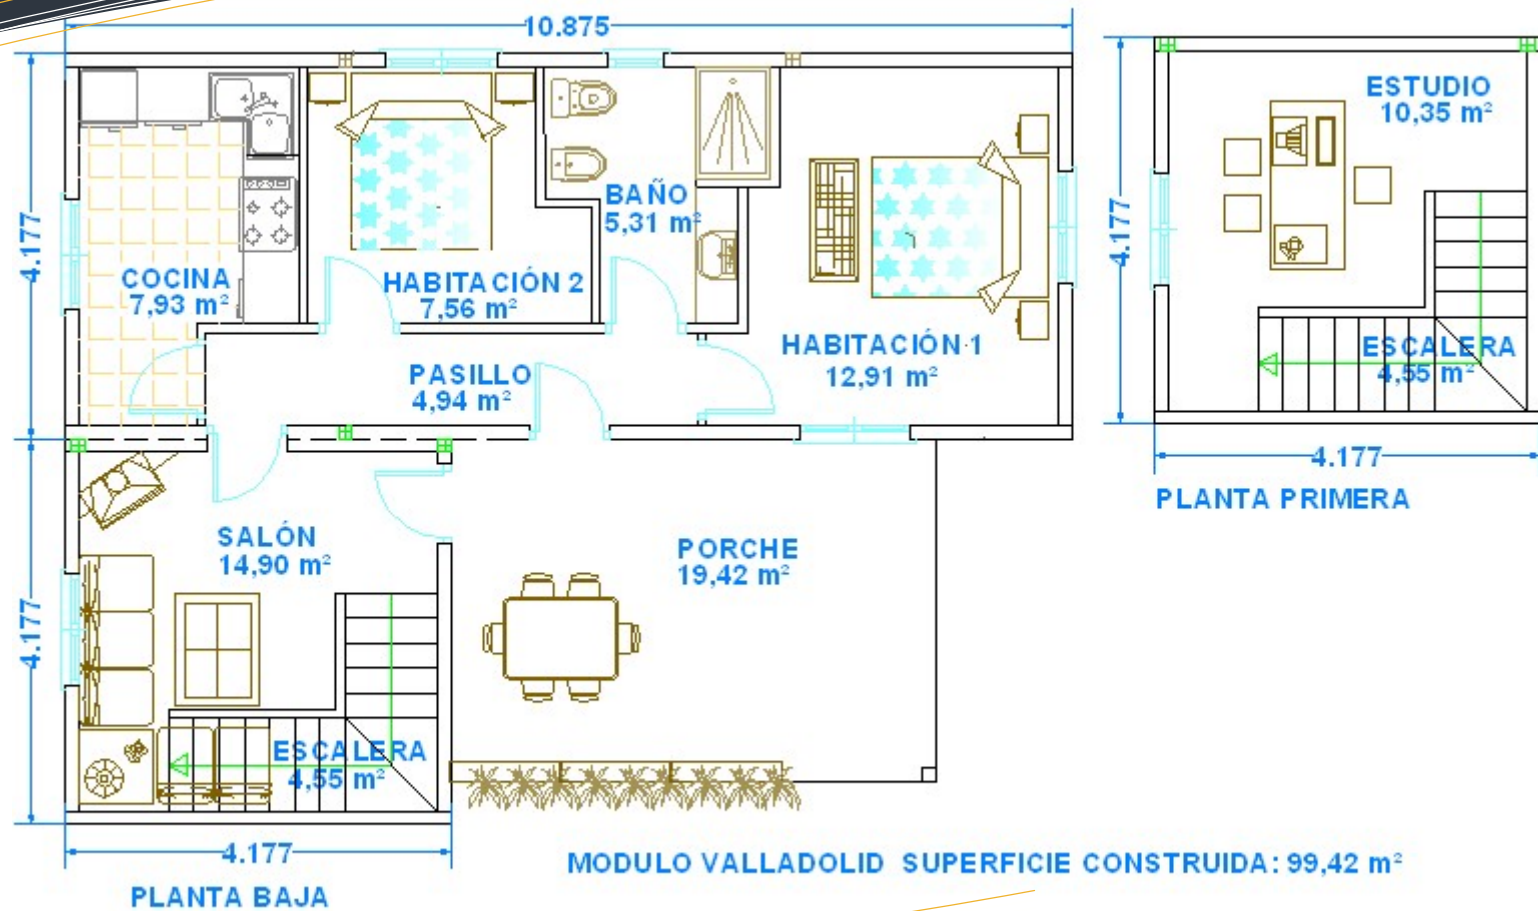 10.875
ESTUDIO
10,35 m²
BAÑO
5,31 m²
4.177
4.177
COCINA
7,93 m²
HABITACIÓN 2
7,56 m²
HABITACIÓN 1
12,91 m²
ESCALERA
4,55 m²
PASILLO
4,94 m²
4.177
PLANTA PRIMERA
SALÓN
14,90 m²
PORCHE
19,42 m²
4.177
ESCALERA
4,55 m²
4.177
MODULO VALLADOLID SUPERFICIE CONSTRUIDA: 99,42 m²
PLANTA BAJA